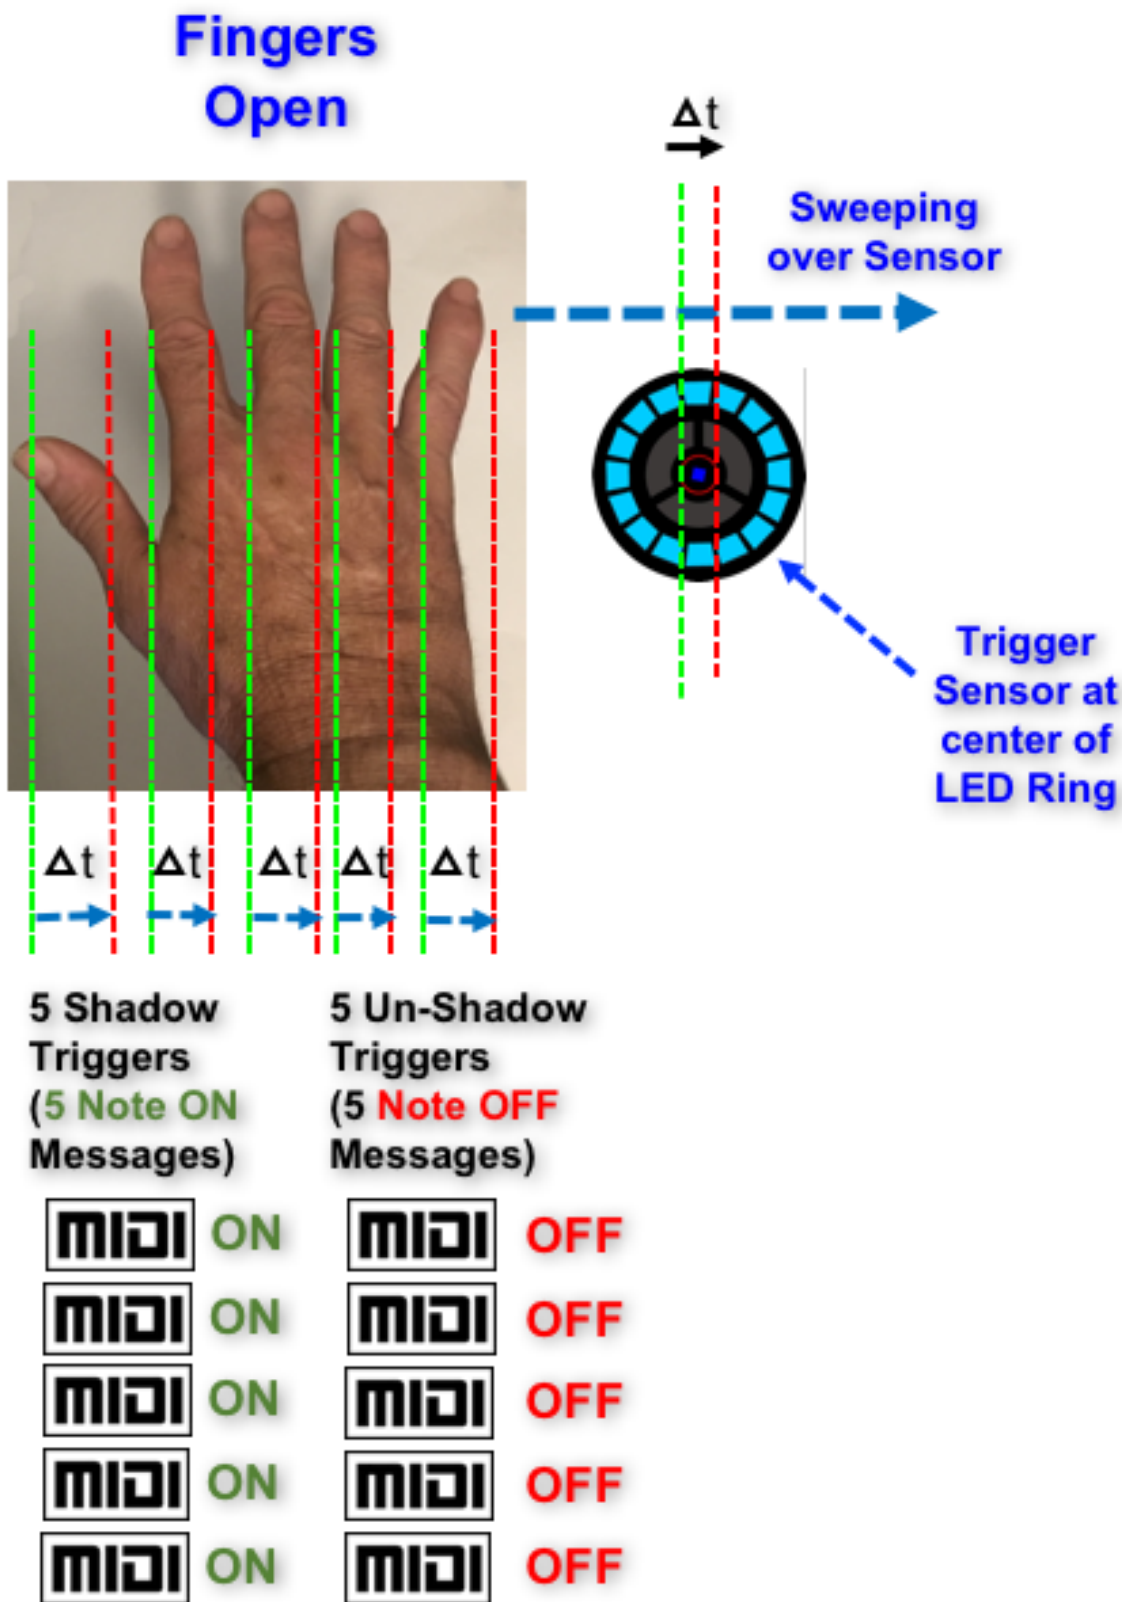 Fingers
Open
Δt
Sweeping
over Sensor
Trigger
Sensor at
center of
LED Ring
Δt Δt Δt Δt Δt
5 Shadow
Triggers
(5 Note ON
Messages)
5 Un-Shadow
Triggers
(5 Note OFF
Messages)
MIDI ON MIDI OFF
MIDI ON MIDI OFF
MIDI ON MIDI OFF
MIDI ON MIDI OFF
MIDI ON MIDI OFF